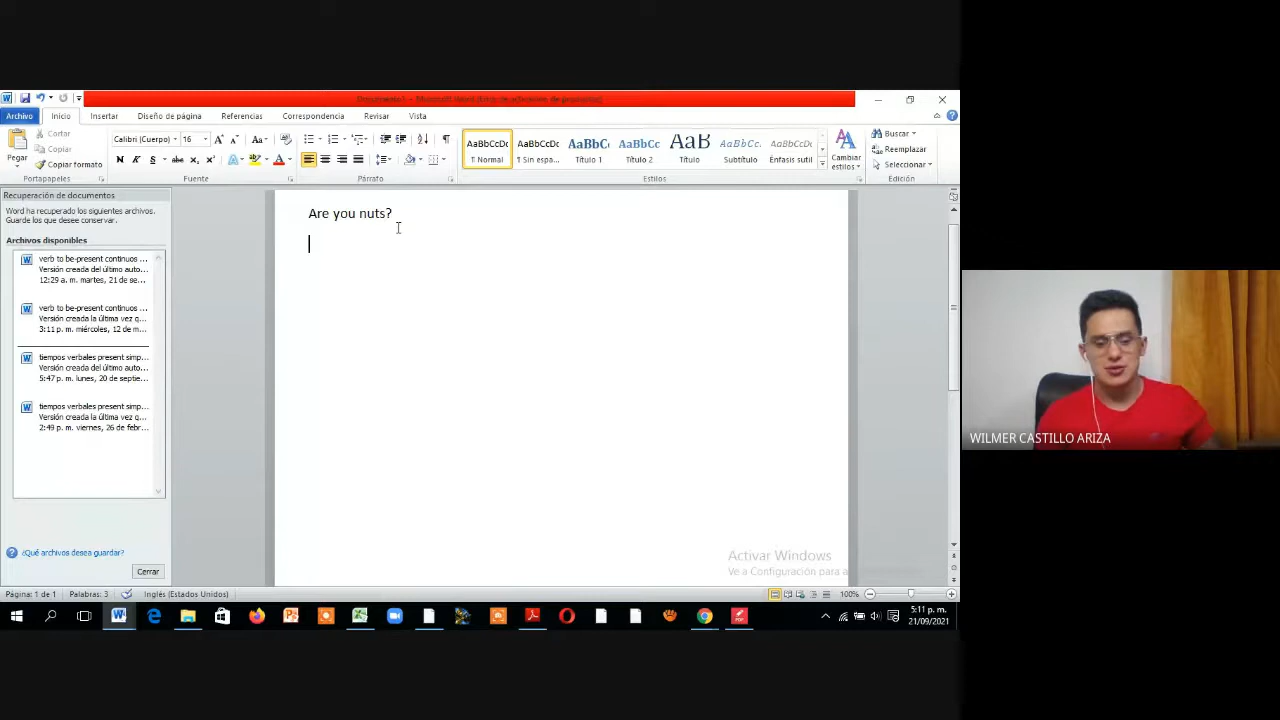 Archivo Inicio Insertar Diseño de página Referencias Correspondencia Revisar Vista
Pegar
Cortar
Copiar
Copiar formato
Portapapeles
Calibri (Cuerpo) 16
Fuente
Párrafo
AaBbCcDc AaBbCcDc AaBbC AaBbCc AaB AaBbCc. AaBbCcDc
¶ Normal ¶ Sin espa... Título 1 Título 2 Título Subtítulo Énfasis sutil
Cambiar
estilos
Estilos
Buscar
Reemplazar
Seleccionar
Edición
Recuperación de documentos
Word ha recuperado los siguientes archivos.
Guarde los que desee conservar.
Archivos disponibles
verb to be-present continuos ...
Versión creada del último auto...
12:29 a. m. martes, 21 de se...
verb to be-present continuos ...
Versión creada la última vez q...
3:11 p. m. miércoles, 12 de m...
tiempos verbales present simp...
Versión creada del último auto...
5:47 p. m. lunes, 20 de septie...
tiempos verbales present simp...
Versión creada la última vez q...
2:49 p. m. viernes, 26 de febr...
¿Qué archivos desea guardar?
Cerrar
Are you nuts?
Activar Windows
Ve a Configuración para a
WILMER CASTILLO ARIZA
Página: 1 de 1 Palabras: 3 Inglés (Estados Unidos) 100%
5:11 p. m.
21/09/2021